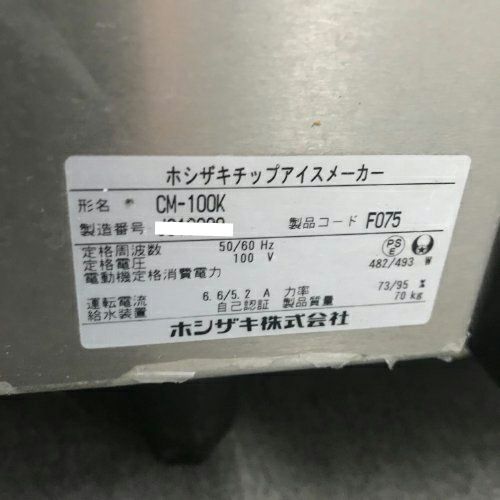 ホシザキチップアイスメーカー
形名 CM-100K
製造番号 製品コード F075
定格周波数 50/60 Hz
定格電圧 100 V
PSE
電動機定格消費電力 482/493 W
運転電流 6.6/5.2 A 力率 73/95 %
給水装置 自己認証 製品質量 70 kg
ホシザキ株式会社